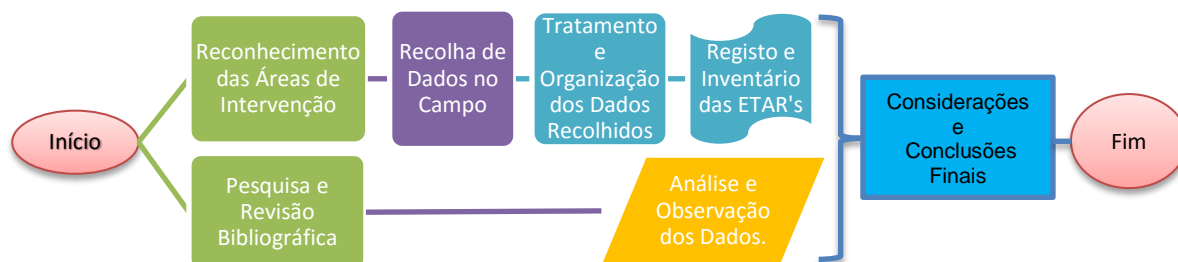 Início
Reconhecimento
das Áreas de
Intervenção
Recolha de
Dados no
Campo
Tratamento
e
Organização
dos Dados
Recolhidos
Registo e
Inventário
das ETAR's
Pesquisa e
Revisão
Bibliográfica
Análise e
Observação
dos Dados.
Considerações
e
Conclusões
Finais
Fim